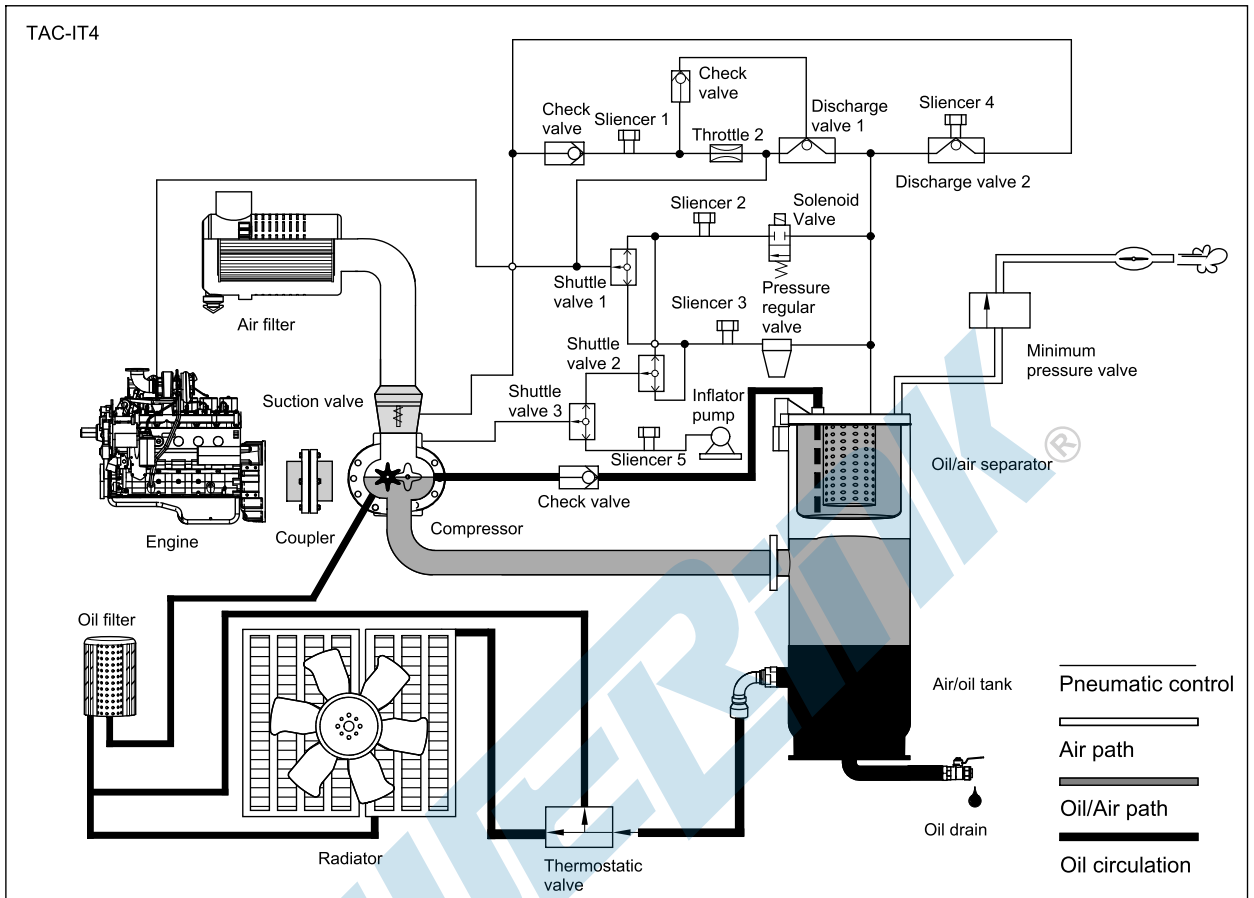 TAC-IT4
Check
valve
Check
valve
Sliencer 1
Throttle 2
Discharge
valve 1
Sliencer 4
Discharge valve 2
Sliencer 2
Solenoid
Valve
Shuttle
valve 1
Pressure
regular
valve
Sliencer 3
Air filter
Shuttle
valve 2
Minimum
pressure valve
Suction valve
Shuttle
valve 3
Inflator
pump
Sliencer 5
Oil/air separator
®
Check valve
Engine
Coupler
Compressor
Oil filter
Air/oil tank
Pneumatic control
Air path
Oil/Air path
Oil circulation
Oil drain
Radiator
Thermostatic
valve